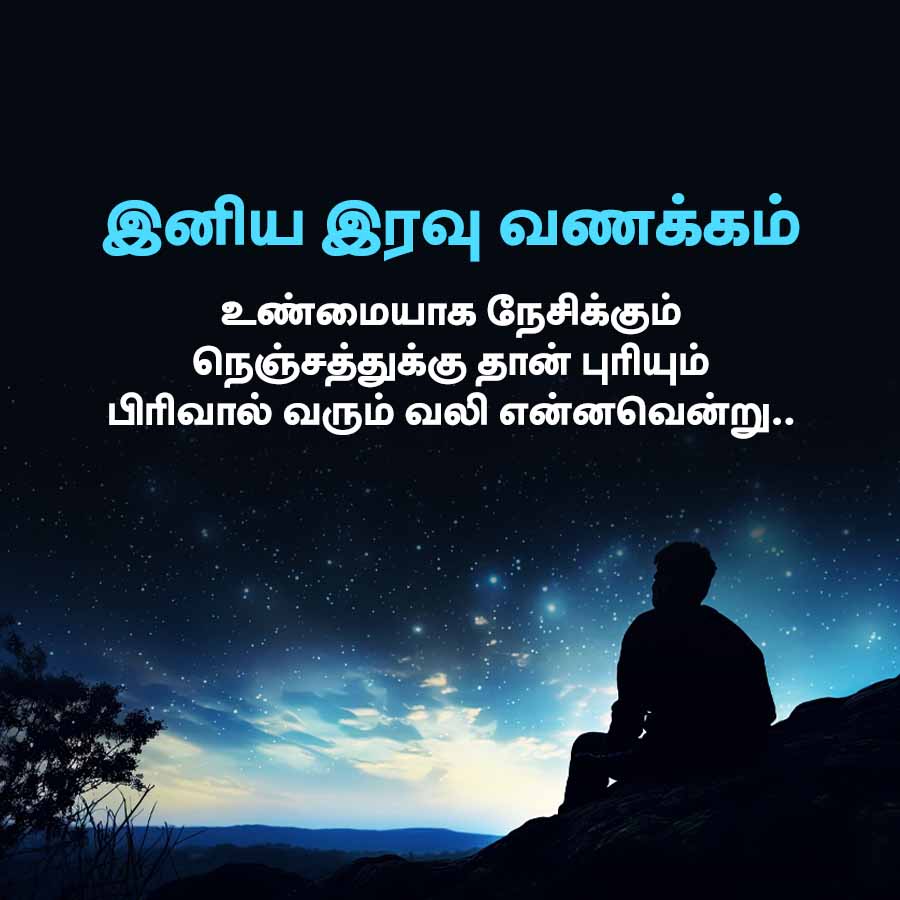 இனிய இரவு வணக்கம்
உண்மையாக நேசிக்கும்
நெஞ்சத்துக்கு தான் புரியும்
பிரிவால் வரும் வலி என்னவென்று..